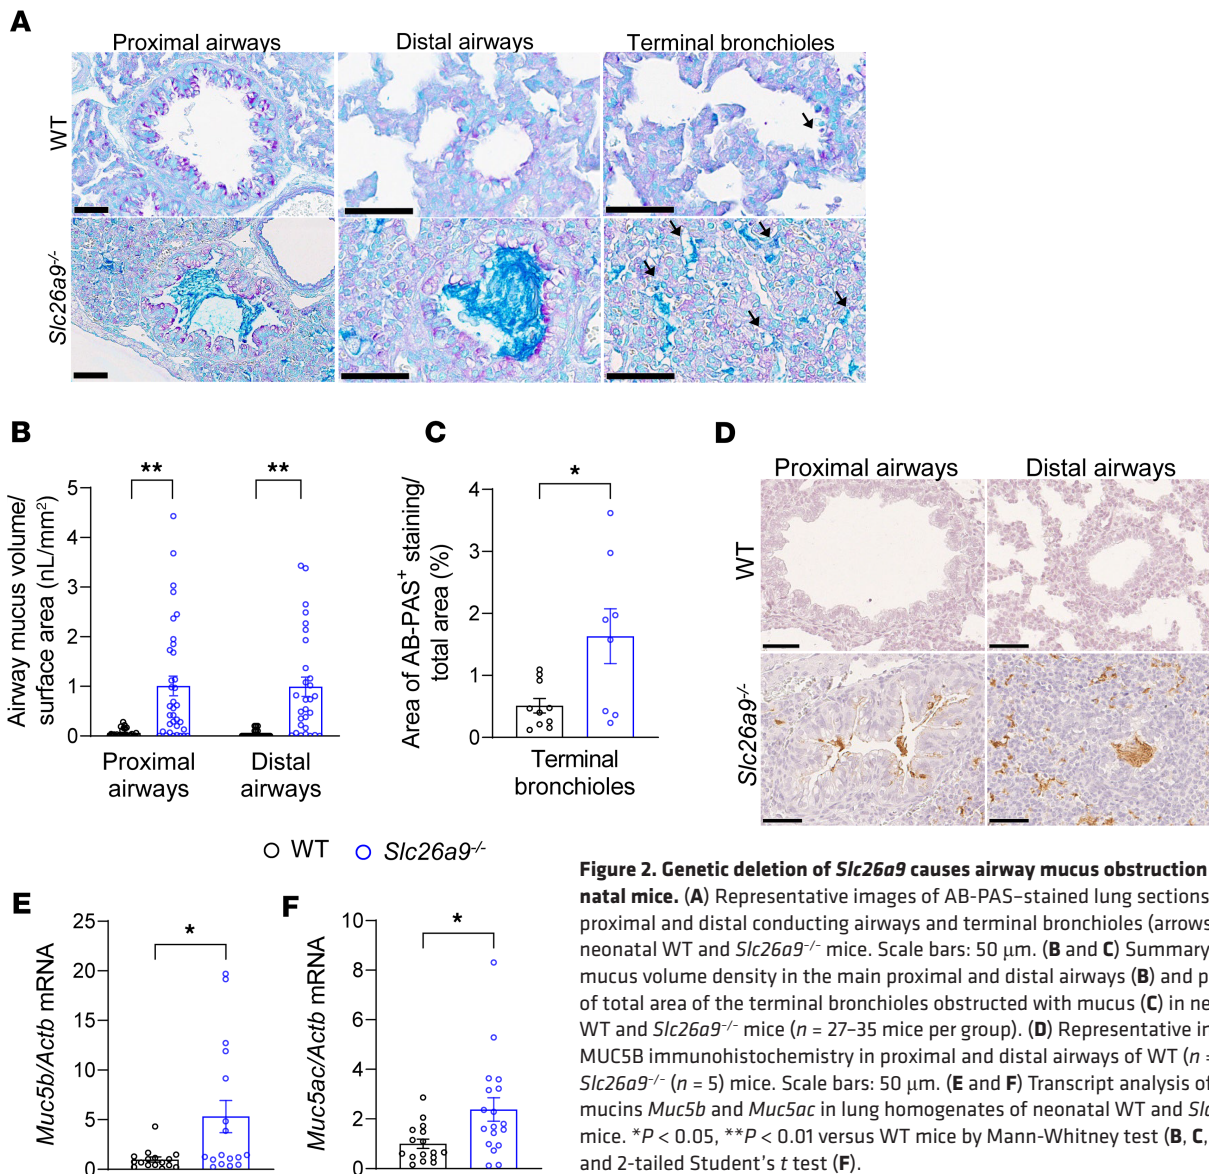 A
Proximal airways
Distal airways
Terminal bronchioles
WT
Slc26a9-/-
B
Airway mucus volume/
surface area (nL/mm²)
5
4
3
2
1
0
**
**
Proximal
airways
Distal
airways
C
Area of AB-PAS⁺ staining/
total area (%)
4
3
2
1
0
*
Terminal
bronchioles
D
Proximal airways
Distal airways
WT
Slc26a9-/-
WT
Slc26a9-/-
E
Muc5b/Actb mRNA
25
20
15
10
5
0
*
F
Muc5ac/Actb mRNA
10
8
6
4
2
0
*
Figure 2. Genetic deletion of Slc26a9 causes airway mucus obstruction
natal mice. (A) Representative images of AB-PAS–stained lung sections
proximal and distal conducting airways and terminal bronchioles (arrows
neonatal WT and Slc26a9−/− mice. Scale bars: 50 μm. (B and C) Summary
mucus volume density in the main proximal and distal airways (B) and p
of total area of the terminal bronchioles obstructed with mucus (C) in ne
WT and Slc26a9−/− mice (n = 27–35 mice per group). (D) Representative in
MUC5B immunohistochemistry in proximal and distal airways of WT (n =
Slc26a9−/− (n = 5) mice. Scale bars: 50 μm. (E and F) Transcript analysis of
mucins Muc5b and Muc5ac in lung homogenates of neonatal WT and Slc
mice. *P < 0.05, **P < 0.01 versus WT mice by Mann-Whitney test (B, C,
and 2-tailed Student's t test (F).